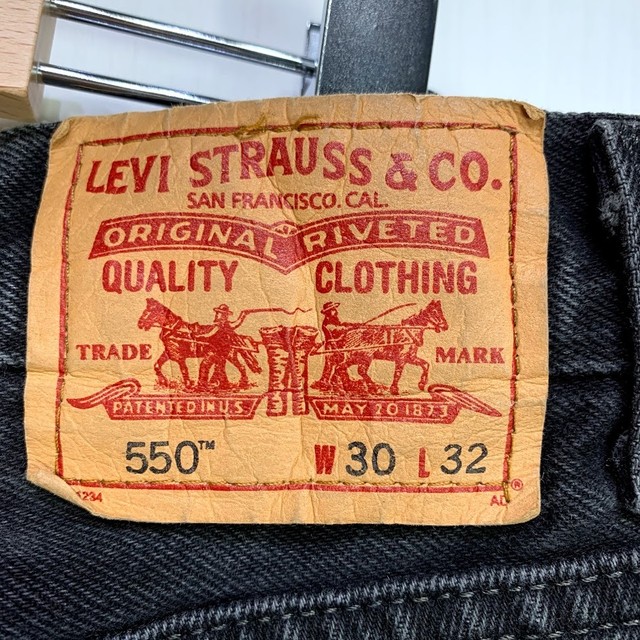 LEVI STRAUSS & CO.
SAN FRANCISCO. CAL.
ORIGINAL RIVETED
QUALITY CLOTHING
TRADE MARK
PATENTED IN U.S MAY 20 1873
550™ W 30 L 32
®